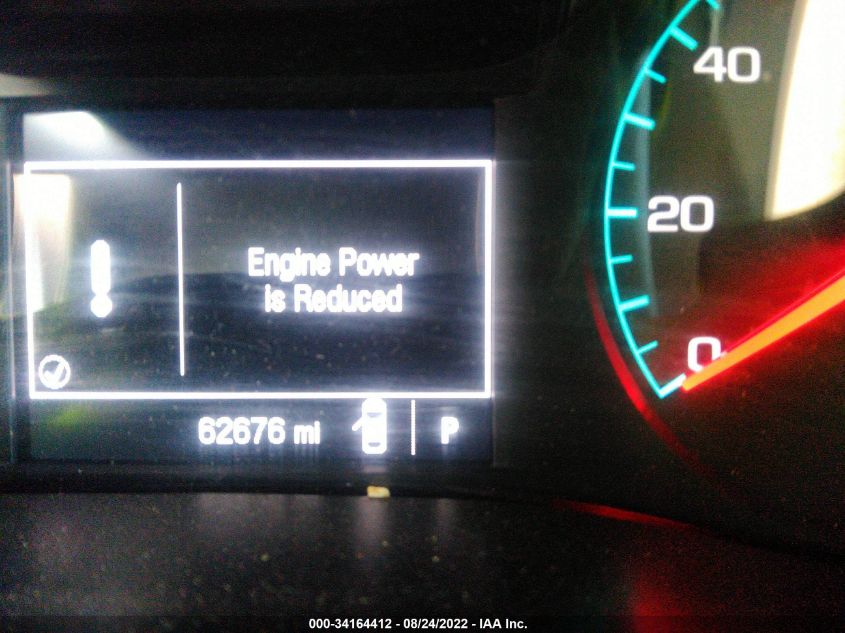 40
20
0
Engine Power
is Reduced
62676 mi
P
000-34164412 - 08/24/2022 - IAA Inc.